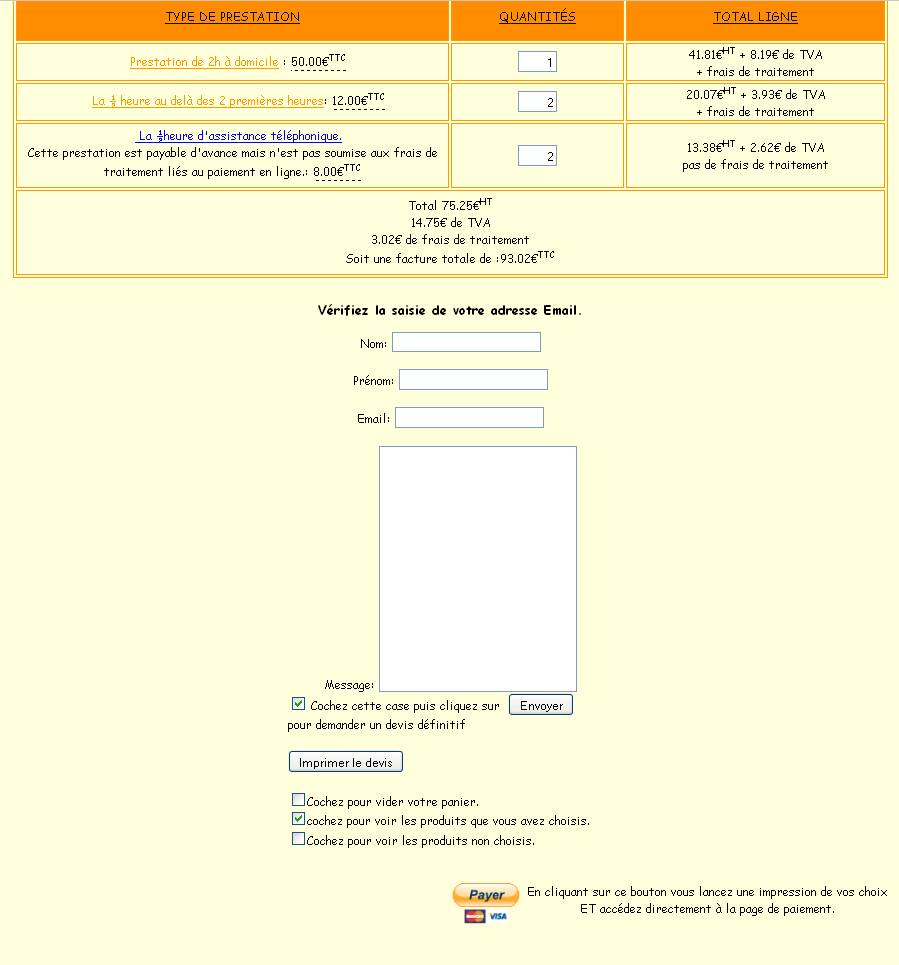 TYPE DE PRESTATION QUANTITÉS TOTAL LIGNE
Prestation de 2h à domicile : 50.00€TTC 1 41.81€HT + 8.19€ de TVA
+ frais de traitement
La ½ heure au delà des 2 premières heures: 12.00€TTC 2 20.07€HT + 3.93€ de TVA
+ frais de traitement
La ½heure d'assistance téléphonique.
Cette prestation est payable d'avance mais n'est pas soumise aux frais de
traitement liés au paiement en ligne.: 8.00€TTC 2 13.38€HT + 2.62€ de TVA
pas de frais de traitement
Total 75.25€HT
14.75€ de TVA
3.02€ de frais de traitement
Soit une facture totale de :93.02€TTC
Vérifiez la saisie de votre adresse Email.
Nom:
Prénom:
Email:
Message:
Cochez cette case puis cliquez sur Envoyer
pour demander un devis définitif
Imprimer le devis
Cochez pour vider votre panier.
cochez pour voir les produits que vous avez choisis.
Cochez pour voir les produits non choisis.
Payer En cliquant sur ce bouton vous lancez une impression de vos choix
VISA ET accédez directement à la page de paiement.